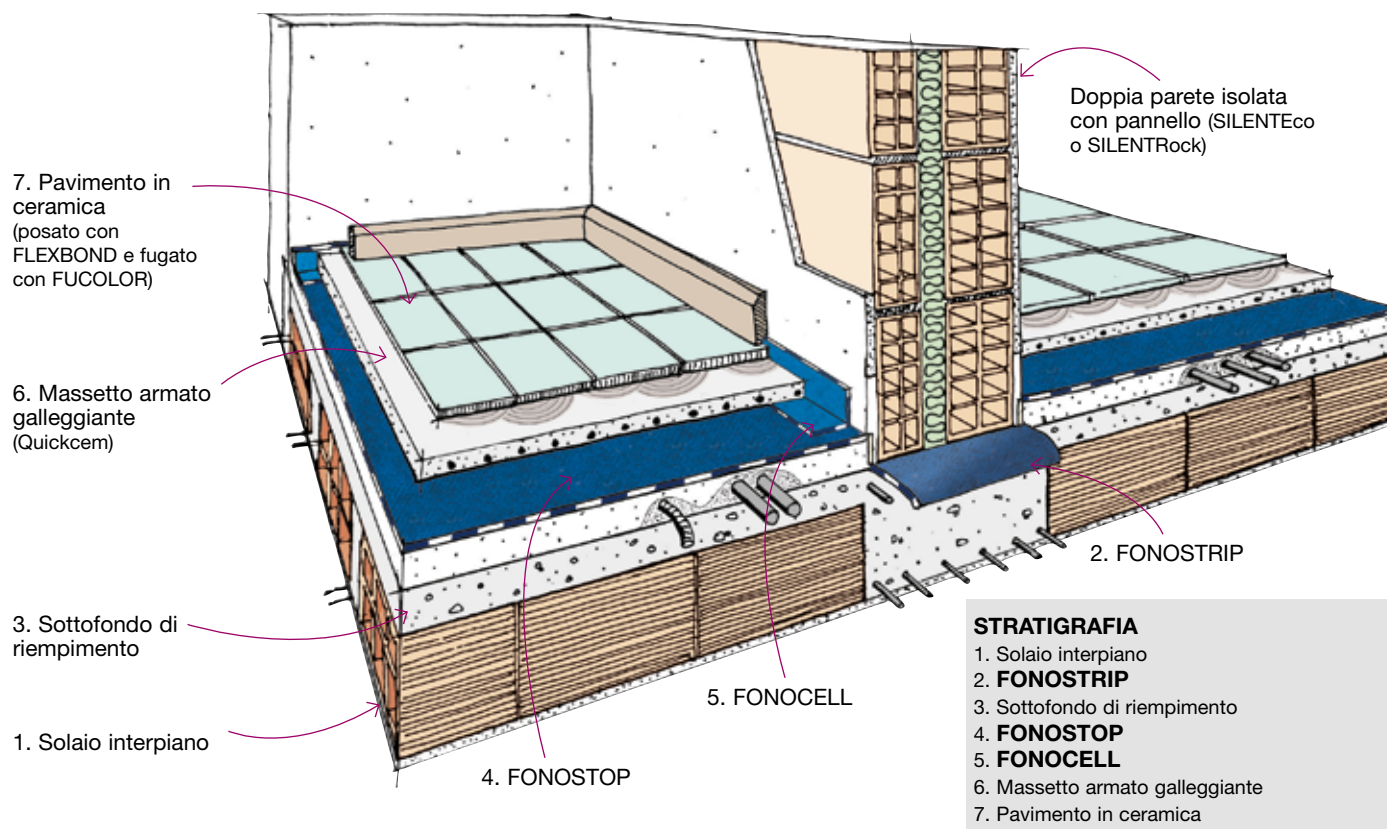 Doppia parete isolata
con pannello (SILENTEco
o SILENTRock)
7. Pavimento in
ceramica
(posato con
FLEXBOND e fugato
con FUCOLOR)
6. Massetto armato
galleggiante
(Quickcem)
3. Sottofondo di
riempimento
1. Solaio interpiano
4. FONOSTOP
5. FONOCELL
2. FONOSTRIP
STRATIGRAFIA
1. Solaio interpiano
2. FONOSTRIP
3. Sottofondo di riempimento
4. FONOSTOP
5. FONOCELL
6. Massetto armato galleggiante
7. Pavimento in ceramica